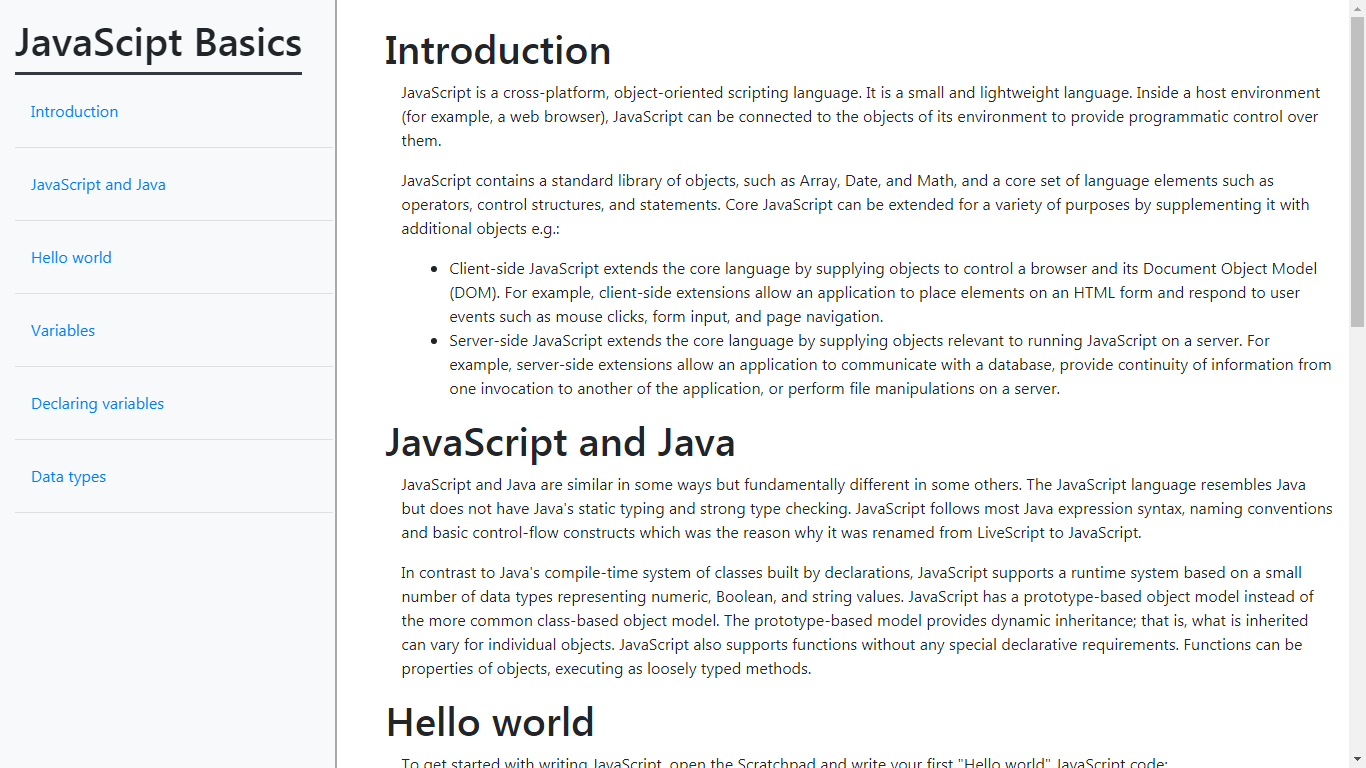 JavaScipt Basics
Introduction
JavaScript and Java
Hello world
Variables
Declaring variables
Data types
Introduction
JavaScript is a cross-platform, object-oriented scripting language. It is a small and lightweight language. Inside a host environment
(for example, a web browser), JavaScript can be connected to the objects of its environment to provide programmatic control over
them.
JavaScript contains a standard library of objects, such as Array, Date, and Math, and a core set of language elements such as
operators, control structures, and statements. Core JavaScript can be extended for a variety of purposes by supplementing it with
additional objects e.g.:
• Client-side JavaScript extends the core language by supplying objects to control a browser and its Document Object Model
(DOM). For example, client-side extensions allow an application to place elements on an HTML form and respond to user
events such as mouse clicks, form input, and page navigation.
• Server-side JavaScript extends the core language by supplying objects relevant to running JavaScript on a server. For
example, server-side extensions allow an application to communicate with a database, provide continuity of information from
one invocation to another of the application, or perform file manipulations on a server.
JavaScript and Java
JavaScript and Java are similar in some ways but fundamentally different in some others. The JavaScript language resembles Java
but does not have Java's static typing and strong type checking. JavaScript follows most Java expression syntax, naming conventions
and basic control-flow constructs which was the reason why it was renamed from LiveScript to JavaScript.
In contrast to Java's compile-time system of classes built by declarations, JavaScript supports a runtime system based on a small
number of data types representing numeric, Boolean, and string values. JavaScript has a prototype-based object model instead of
the more common class-based object model. The prototype-based model provides dynamic inheritance; that is, what is inherited
can vary for individual objects. JavaScript also supports functions without any special declarative requirements. Functions can be
properties of objects, executing as loosely typed methods.
Hello world
To get started with writing JavaScript, open the Scratchpad and write your first "Hello world" JavaScript code: